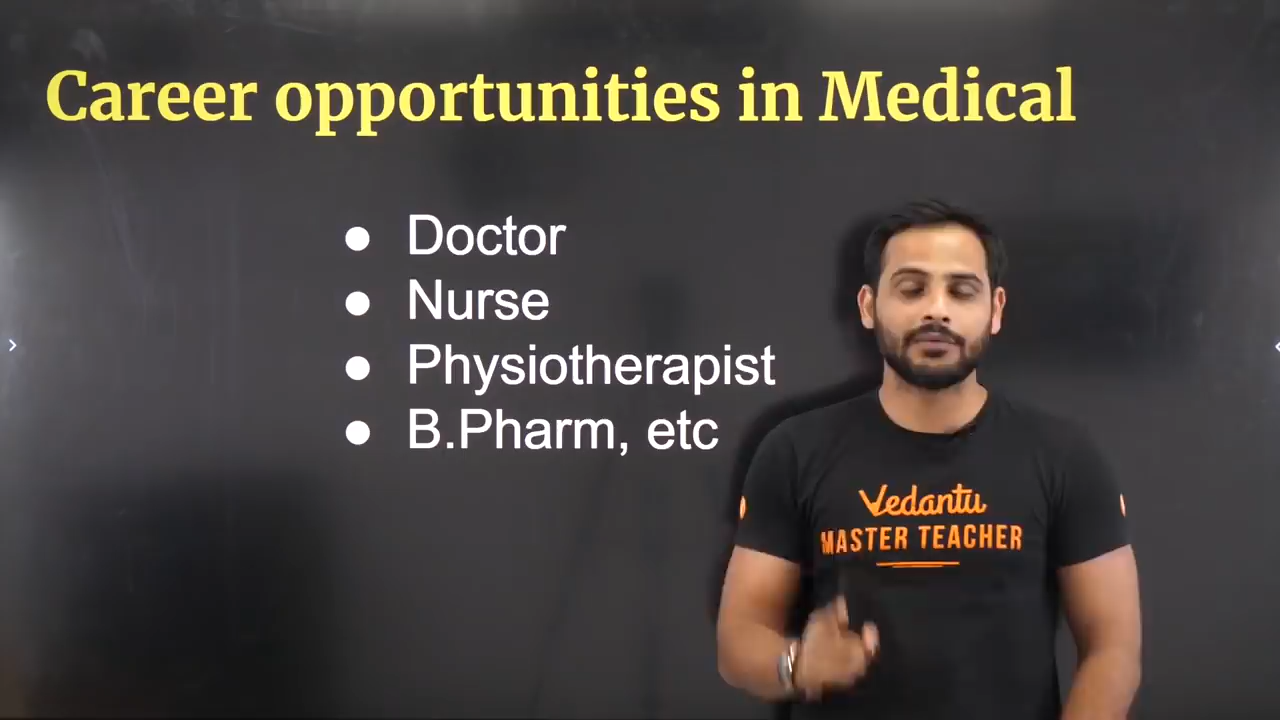 Career opportunities in Medical
● Doctor
● Nurse
● Physiotherapist
● B.Pharm, etc
Vedantu
MASTER TEACHER